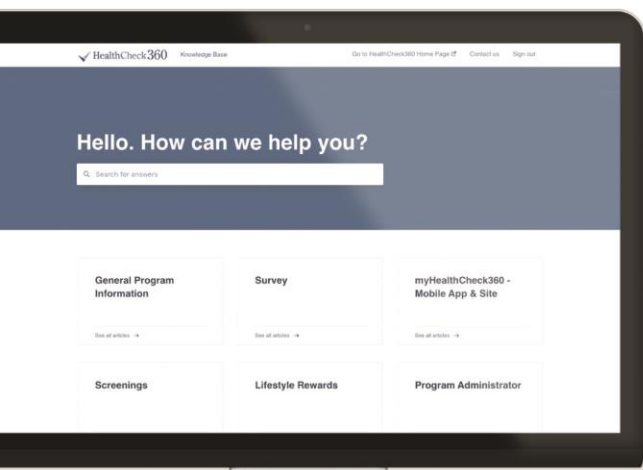 HealthCheck360 Knowledge Base Go to HealthCheck360 Home Page Contact us Sign out
Hello. How can we help you?
Search for answers
General Program Information
Survey
myHealthCheck360 -
Mobile App & Site
See all articles →
See all articles →
See all articles →
Screenings
Lifestyle Rewards
Program Administrator